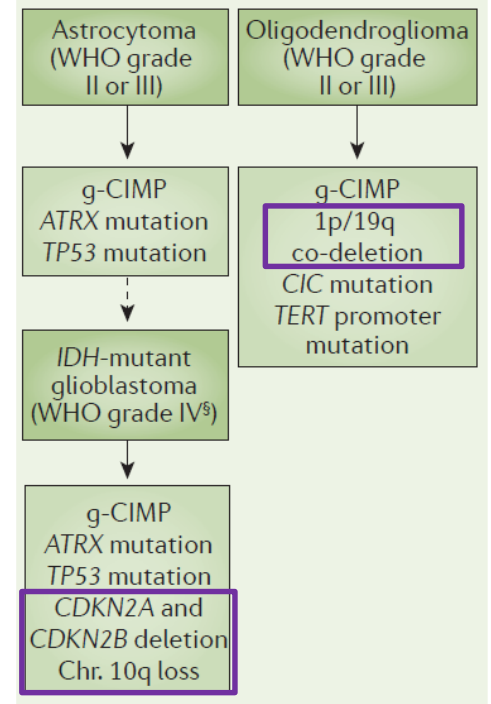 Astrocytoma
(WHO grade
II or III)
Oligodendroglioma
(WHO grade
II or III)
g-CIMP
ATRX mutation
TP53 mutation
g-CIMP
1p/19q
co-deletion
CIC mutation
TERT promoter
mutation
IDH-mutant
glioblastoma
(WHO grade IV§)
g-CIMP
ATRX mutation
TP53 mutation
CDKN2A and
CDKN2B deletion
Chr. 10q loss